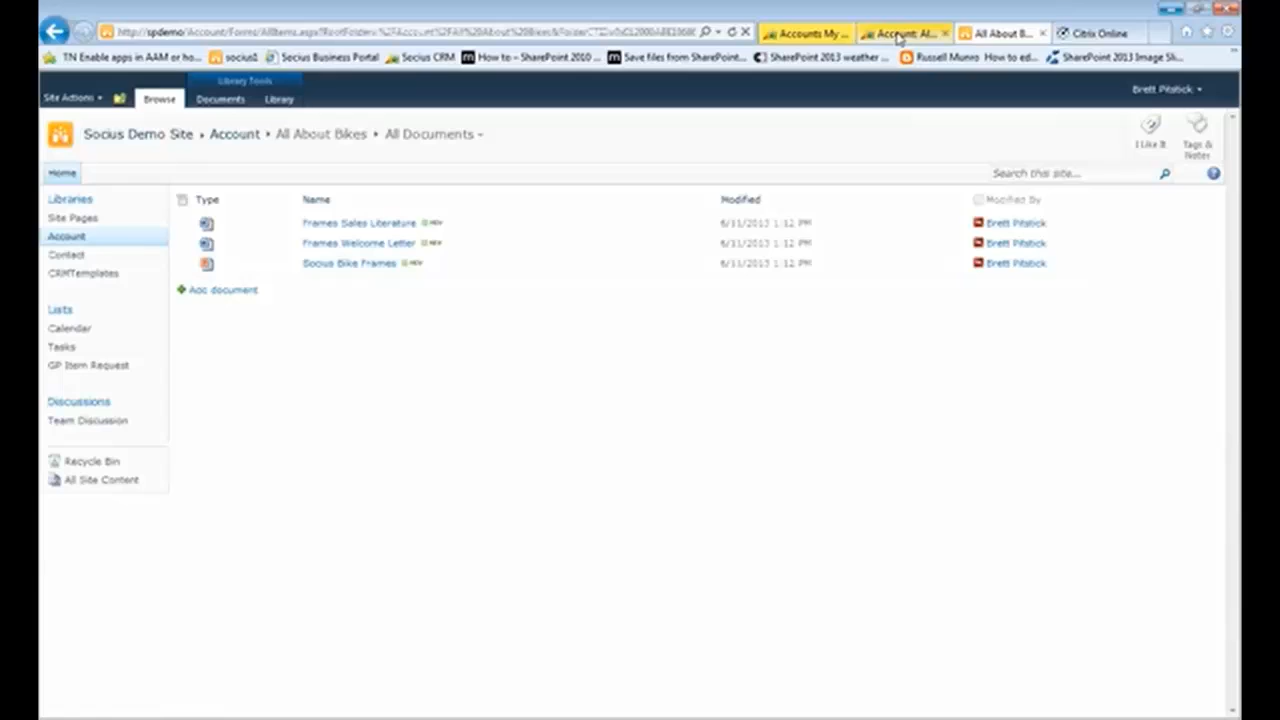 Accounts My ...
Account: Al...
All About B...
Citrix Online
TN Enable apps in AAM or ho...
socius1
Socius Business Portal
Socius CRM
How to – SharePoint 2010 ...
Save files from SharePoint...
SharePoint 2013 weather ...
Russell Munro How to ed...
SharePoint 2013 Image Sk...
Library Tools
Site Actions
Browse
Documents
Library
Brett Pitstick
Socius Demo Site
Account
All About Bikes
All Documents
I Like It
Tags &
Notes
Home
Search this site...
Libraries
Site Pages
Account
Contact
CRMTemplates
Lists
Calendar
Tasks
GP Item Request
Discussions
Team Discussion
Recycle Bin
All Site Content
Type Name Modified Modified By
Frames Sales Literature NEW 6/11/2013 1:12 PM Brett Pitstick
Frames Welcome Letter NEW 6/11/2013 1:12 PM Brett Pitstick
Socius Bike Frames NEW 6/11/2013 1:12 PM Brett Pitstick
Add document